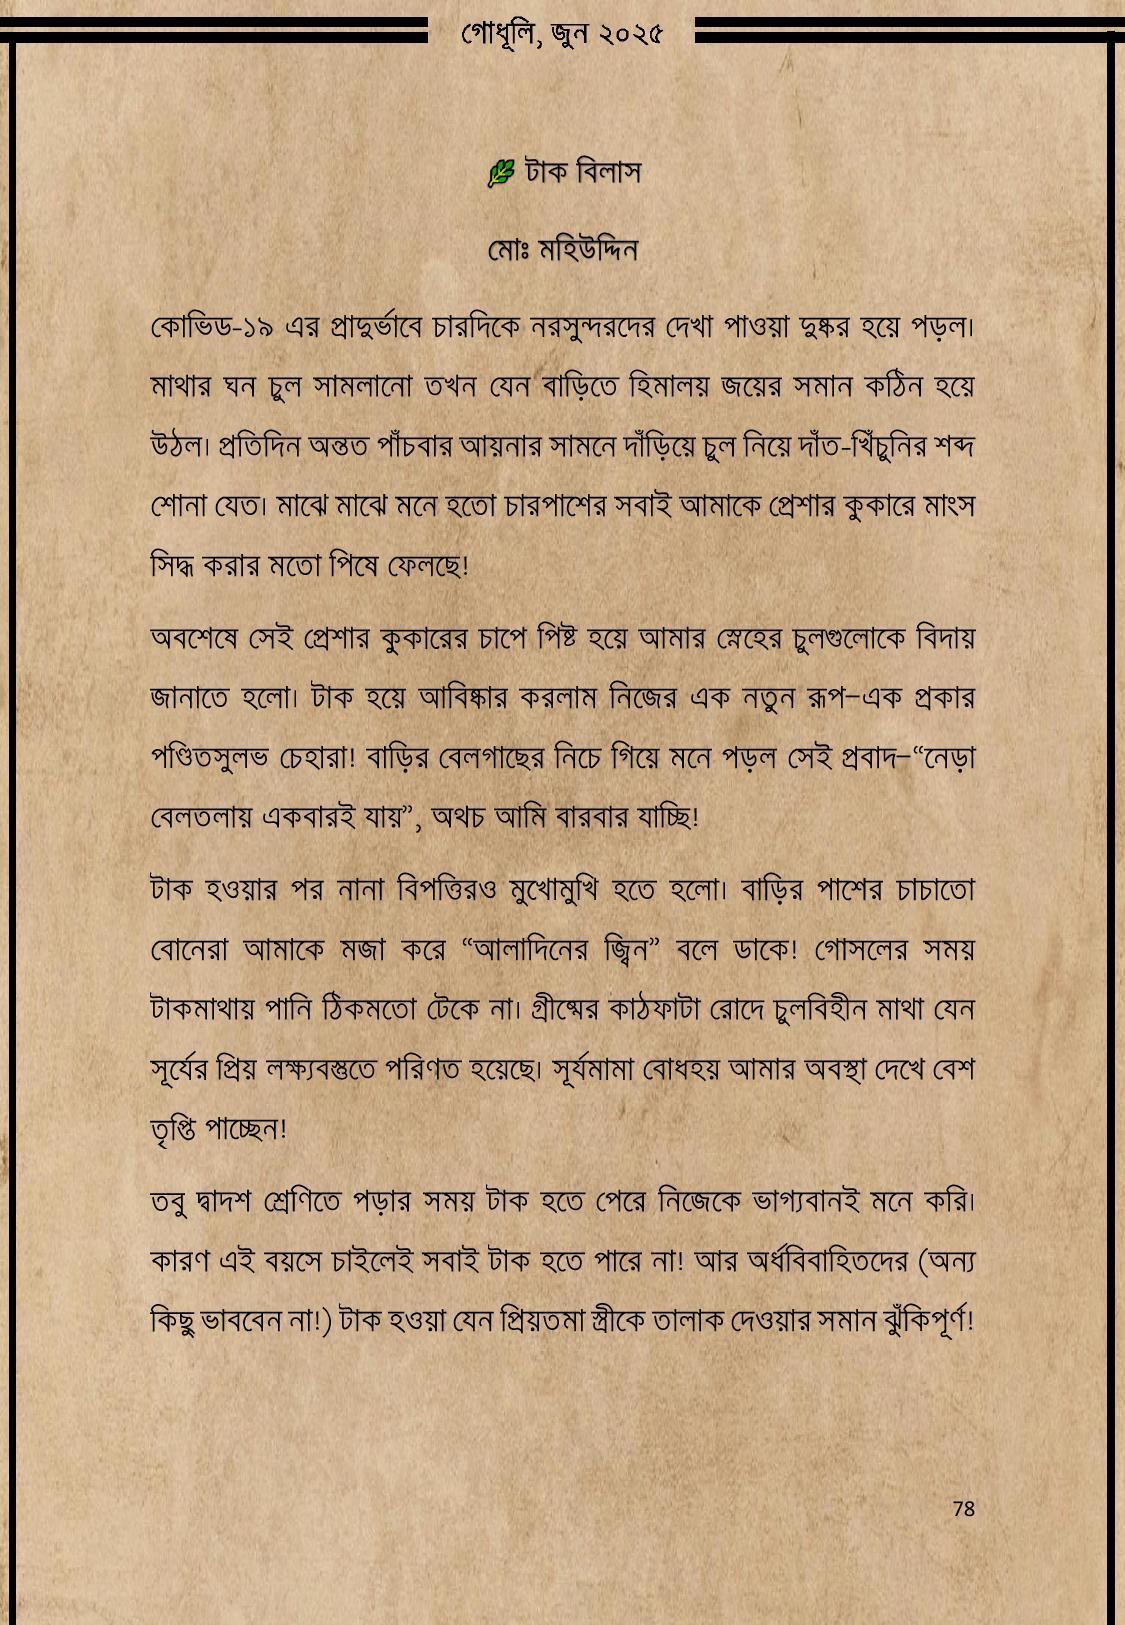 গোধূলি, জুন ২০২৫
🌿 টাক বিলাস
মোঃ মহিউদ্দিন
কোভিড-১৯ এর প্রাদুর্ভাবে চারদিকে নরসুন্দরদের দেখা পাওয়া দুষ্কর হয়ে পড়ল।
মাথার ঘন চুল সামলানো তখন যেন বাড়িতে হিমালয় জয়ের সমান কঠিন হয়ে
উঠল। প্রতিদিন অন্তত পাঁচবার আয়নার সামনে দাঁড়িয়ে চুল নিয়ে দাঁত-খিঁচুনির শব্দ
শোনা যেত। মাঝে মাঝে মনে হতো চারপাশের সবাই আমাকে প্রেশার কুকারে মাংস
সিদ্ধ করার মতো পিষে ফেলছে!
অবশেষে সেই প্রেশার কুকারের চাপে পিষ্ট হয়ে আমার স্নেহের চুলগুলোকে বিদায়
জানাতে হলো। টাক হয়ে আবিষ্কার করলাম নিজের এক নতুন রূপ–এক প্রকার
পণ্ডিতসুলভ চেহারা! বাড়ির বেলগাছের নিচে গিয়ে মনে পড়ল সেই প্রবাদ–“নেড়া
বেলতলায় একবারই যায়”, অথচ আমি বারবার যাচ্ছি!
টাক হওয়ার পর নানা বিপত্তিরও মুখোমুখি হতে হলো। বাড়ির পাশের চাচাতো
বোনেরা আমাকে মজা করে “আলাদিনের জ্বিন” বলে ডাকে! গোসলের সময়
টাকমাথায় পানি ঠিকমতো টেকে না। গ্রীষ্মের কাঠফাটা রোদে চুলবিহীন মাথা যেন
সূর্যের প্রিয় লক্ষ্যবস্তুতে পরিণত হয়েছে। সূর্যমামা বোধহয় আমার অবস্থা দেখে বেশ
তৃপ্তি পাচ্ছেন!
তবু দ্বাদশ শ্রেণিতে পড়ার সময় টাক হতে পেরে নিজেকে ভাগ্যবানই মনে করি।
কারণ এই বয়সে চাইলেই সবাই টাক হতে পারে না! আর অর্ধবিবাহিতদের (অন্য
কিছু ভাববেন না!) টাক হওয়া যেন প্রিয়তমা স্ত্রীকে তালাক দেওয়ার সমান ঝুঁকিপূর্ণ!
78